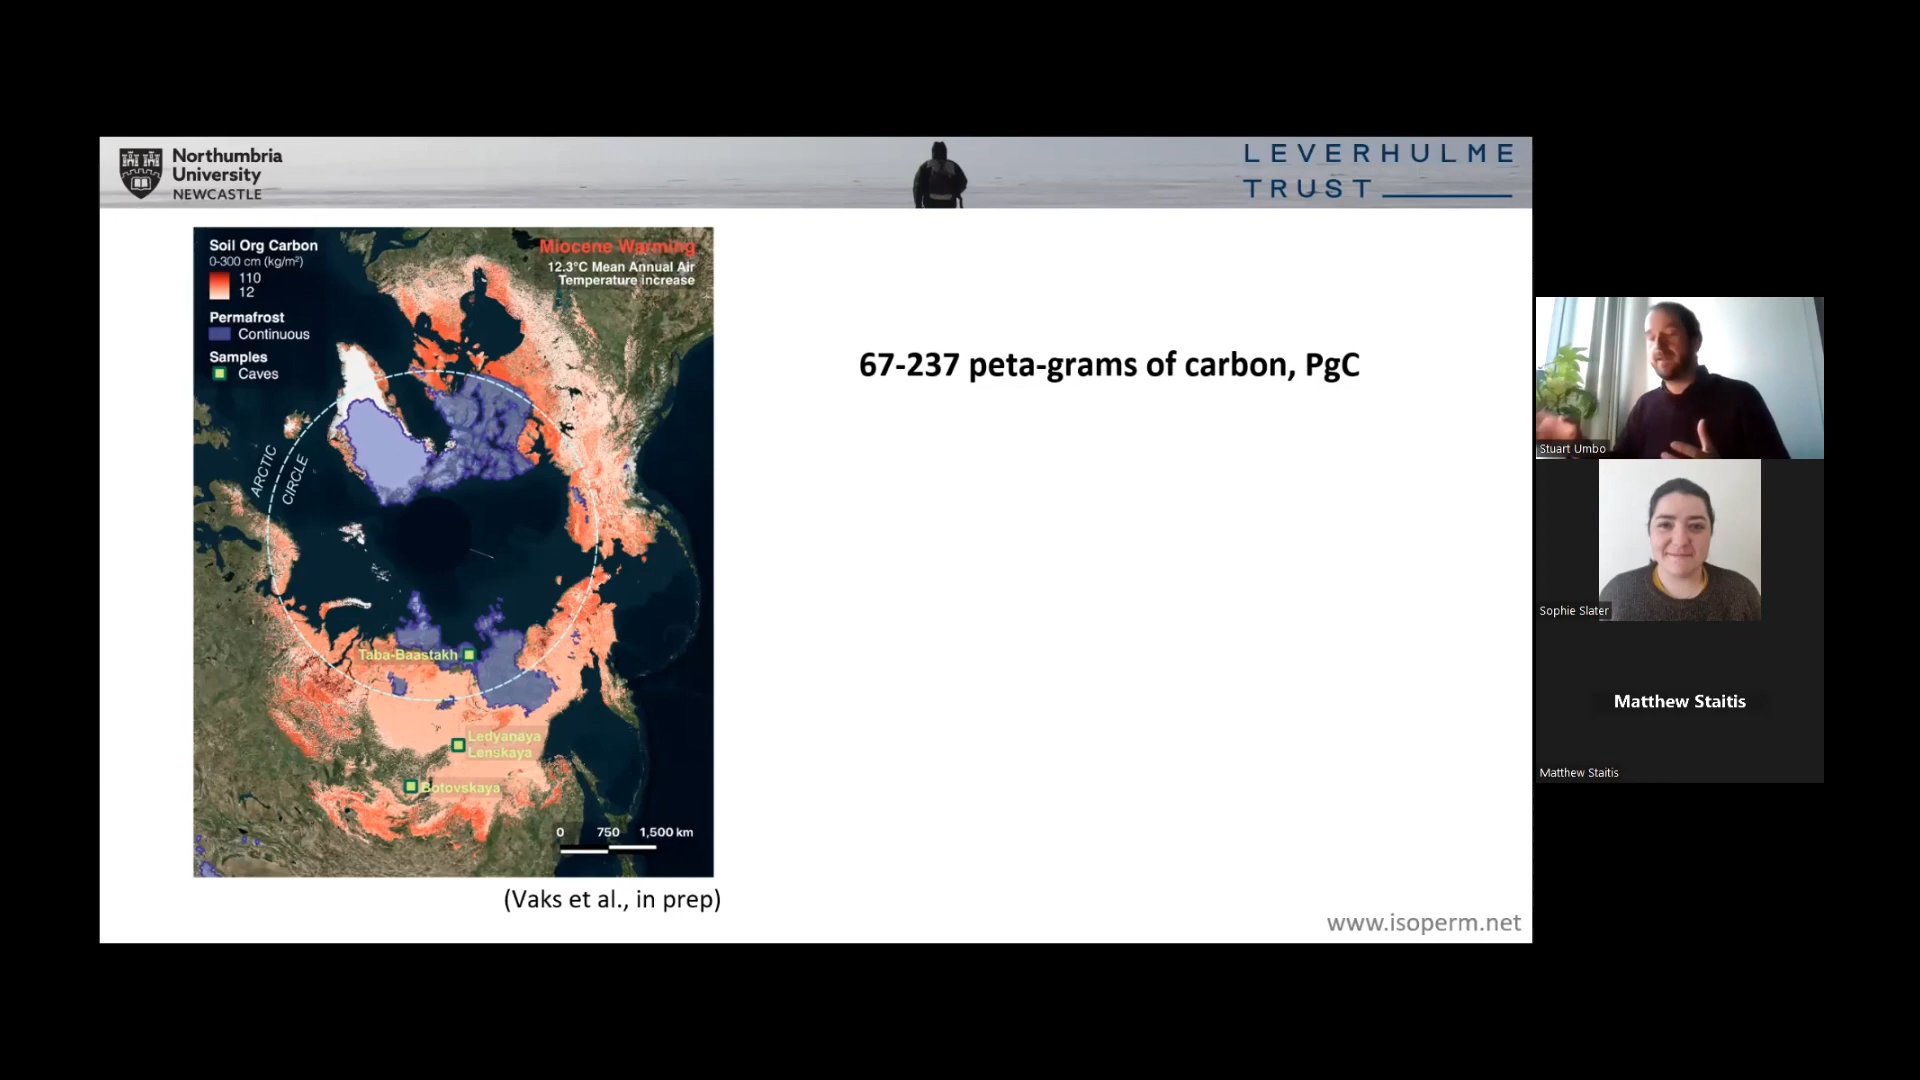 Northumbria
University
NEWCASTLE
LEVERHULME
TRUST
Soil Org Carbon
0-300 cm (kg/m²)
110
12
Permafrost
Continuous
Samples
Caves
Miocene Warming
12.3°C Mean Annual Air
Temperature increase
ARCTIC
CIRCLE
Taba-Baastakh
Ledyanaya
Lenskaya
Botovskaya
0 750 1,500 km
(Vaks et al., in prep)
67-237 peta-grams of carbon, PgC
www.isoperm.net
Stuart Umbo
Sophie Slater
Matthew Staitis
Matthew Staitis